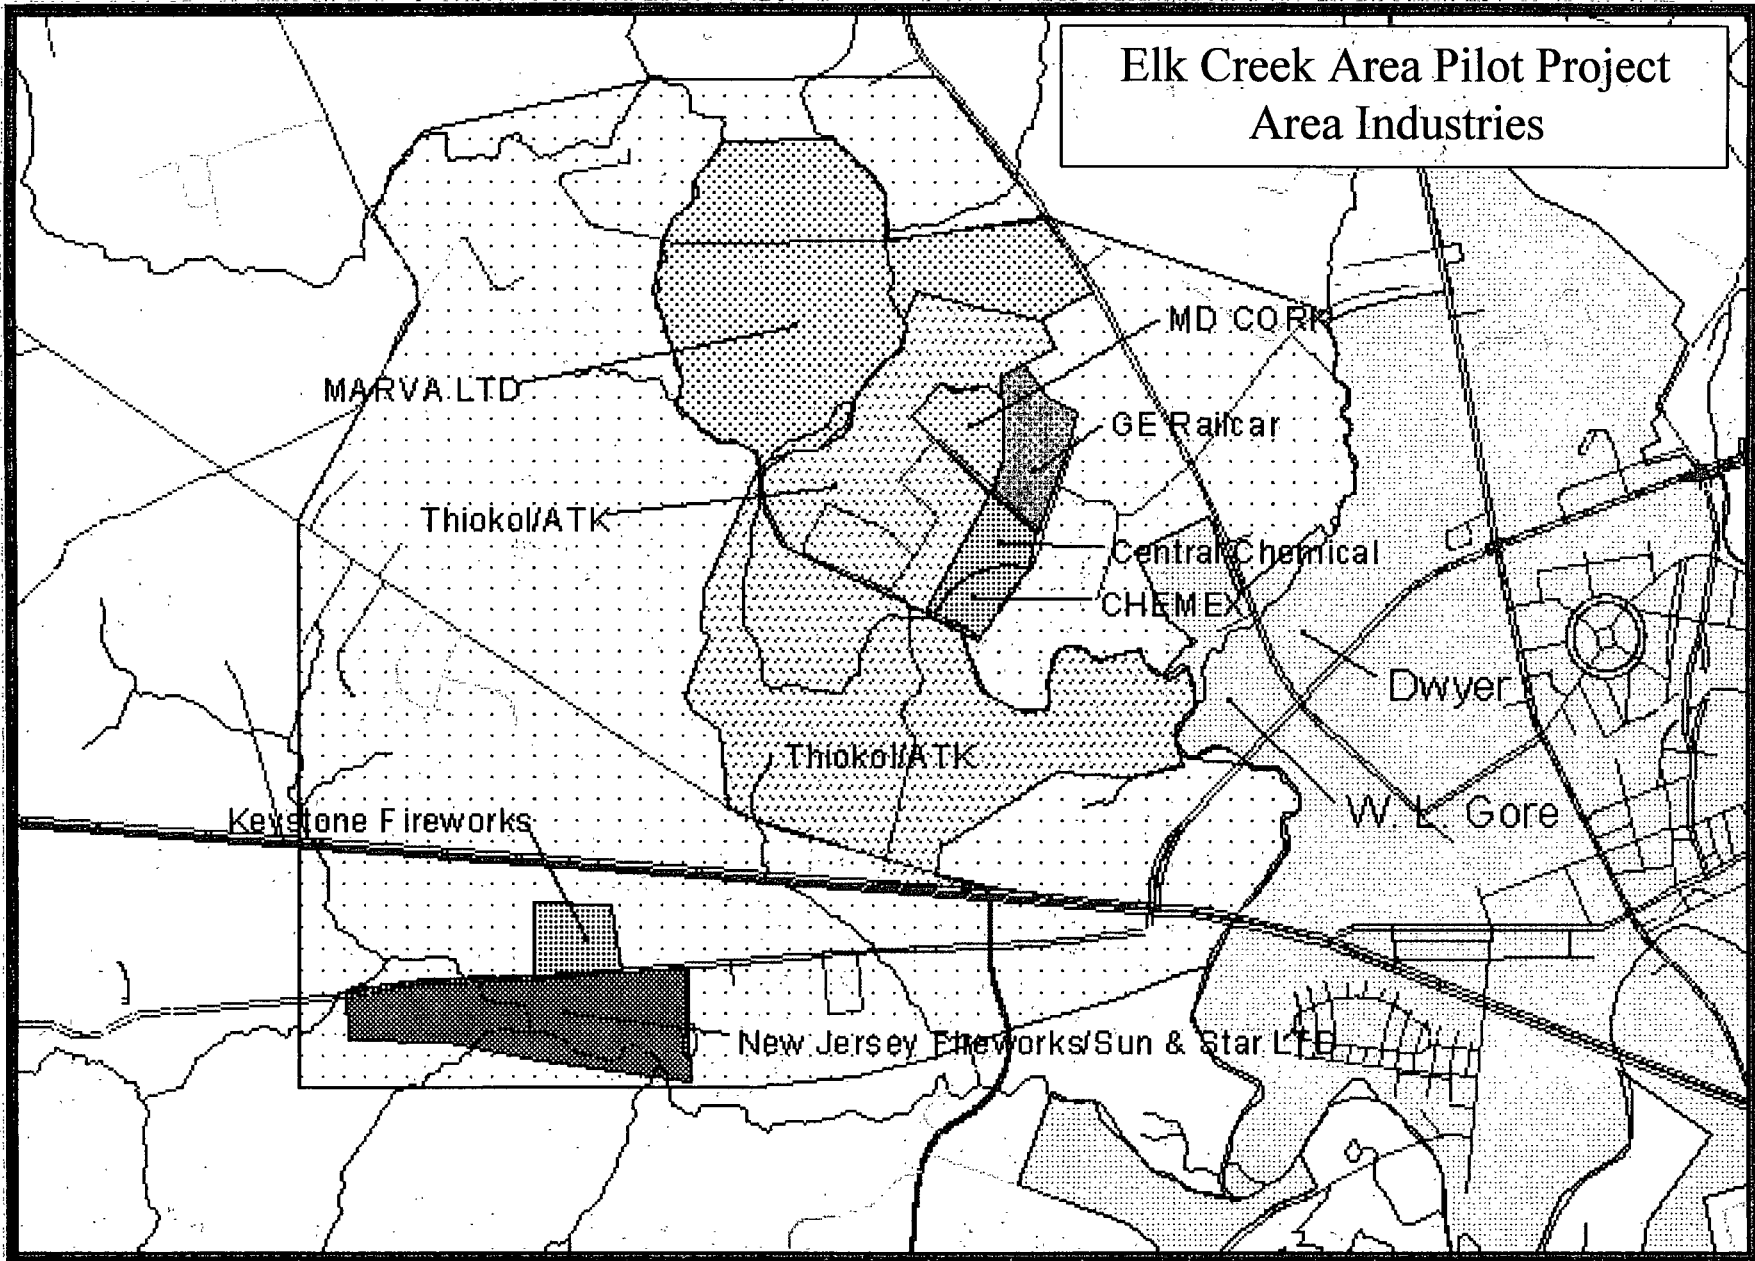 Elk Creek Area Pilot Project
Area Industries
MD CORK
MARVA LTD
GE Railcar
Thiokol/ATK
Central Chemical
CHEMEX
Dwyer
Thiokol/ATK
W. L. Gore
Keystone Fireworks
New Jersey Fireworks/Sun & Star LTD